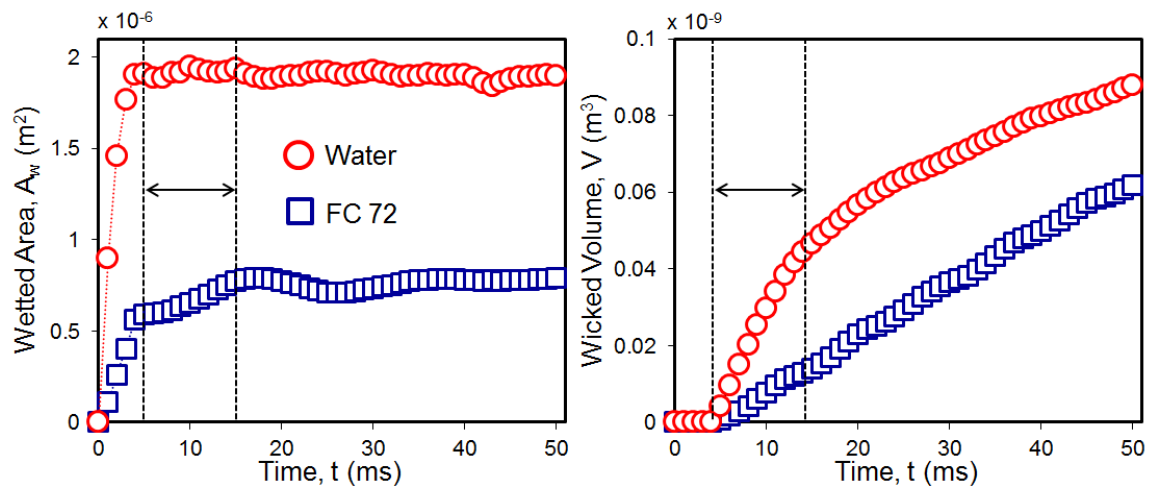 x 10⁻⁶
2
1.5
1
0.5
0
Wetted Area, A_w (m²)
Water
FC 72
0 10 20 30 40 50
Time, t (ms)
x 10⁻⁹
0.1
0.08
0.06
0.04
0.02
0
Wicked Volume, V (m³)
0 10 20 30 40 50
Time, t (ms)